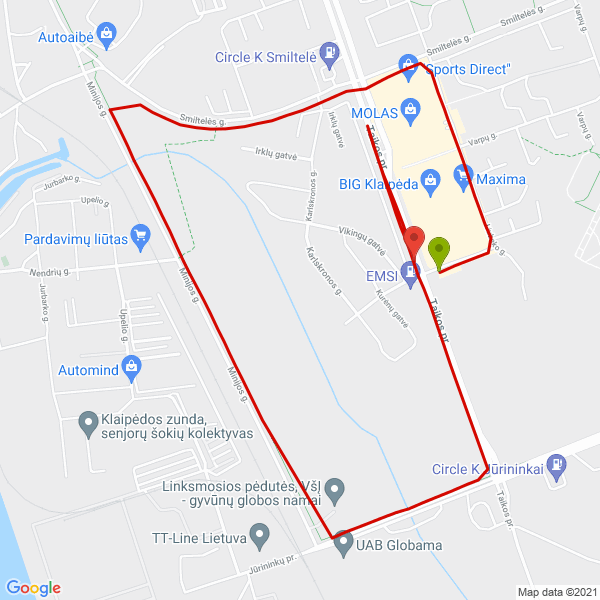 Autoaibė
Circle K Smiltelė
Smiltelės g.
Varpų g.
"Sports Direct"
Minijos g.
Smiltelės g.
MOLAS
Irklų gatvė
Taikos pr.
Varpų g.
Varpų g.
Irklų gatvė
Jurbarko g.
Karlskronos g.
BIG Klaipėda
Maxima
Upelio g.
Pardavimų liūtas
Vikingų gatvė
Nendrių g.
Minijos g.
Karlskronos g.
EMSI
Jurbarko g.
Upelio g.
Kurėnų gatvė
Taikos pr.
Automind
Minijos g.
Klaipėdos zunda,
senjorų šokių kolektyvas
Circle K Jūrininkai
Linksmosios pėdutės, VšĮ
- gyvūnų globos namai
Taikos pr.
TT-Line Lietuva
UAB Globama
Jūrininkų pr.
Google
Map data ©2021